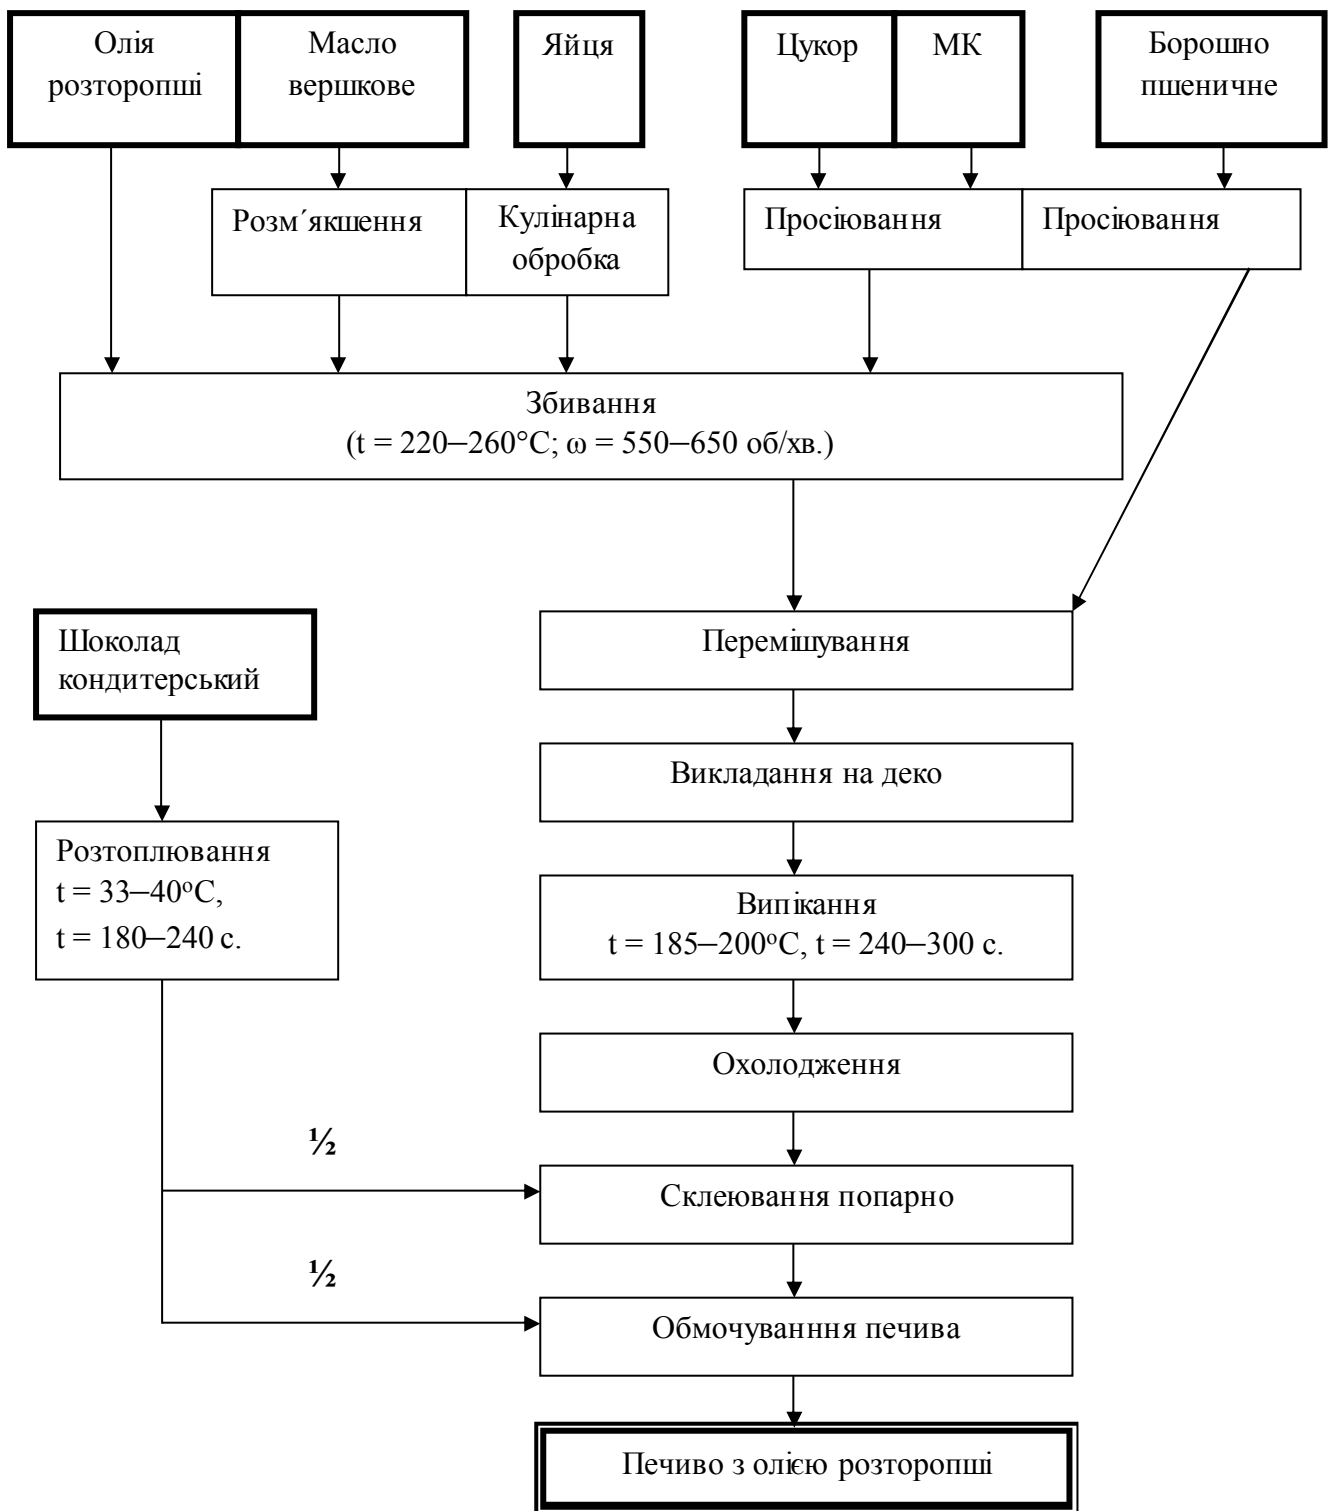 Олія
розторопші
Масло
вершкове
Яйця
Цукор
МК
Борошно
пшеничне
Розм´якшення
Кулінарна
обробка
Просіювання
Просіювання
Збивання
(t = 220–260°C; ω = 550–650 об/хв.)
Шоколад
кондитерський
Перемішування
Викладання на деко
Розтоплювання
t = 33–40ºC,
t = 180–240 с.
Випікання
t = 185–200ºC, t = 240–300 с.
Охолодження
½
Склеювання попарно
½
Обмочуванння печива
Печиво з олією розторопші